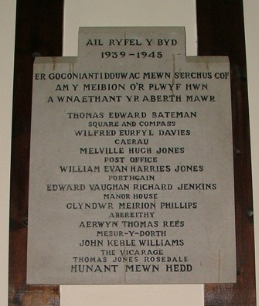 AIL RYFEL Y BYD
1939-1945
ER GOGONIANT I DDUW AC MEWN SERCHUS COF
AM Y MEIBION O'R PLWYF HWN
A WNAETHANT YR ABERTH MAWR
THOMAS EDWARD BATEMAN
SQUARE AND COMPASS
WILFRED EURFYL DAVIES
CAERAU
MELVILLE HUGH JONES
POST OFFICE
WILLIAM EVAN HARRIES JONES
PORTHGAIN
EDWARD VAUGHAN RICHARD JENKINS
MANOR HOUSE
GLYNDWR MEIRION PHILLIPS
ABEREITHY
AERWYN THOMAS REES
MESUR-Y-DORTH
JOHN KEBLE WILLIAMS
THE VICARAGE
THOMAS JONES ROSEDALE
HUNANT MEWN HEDD